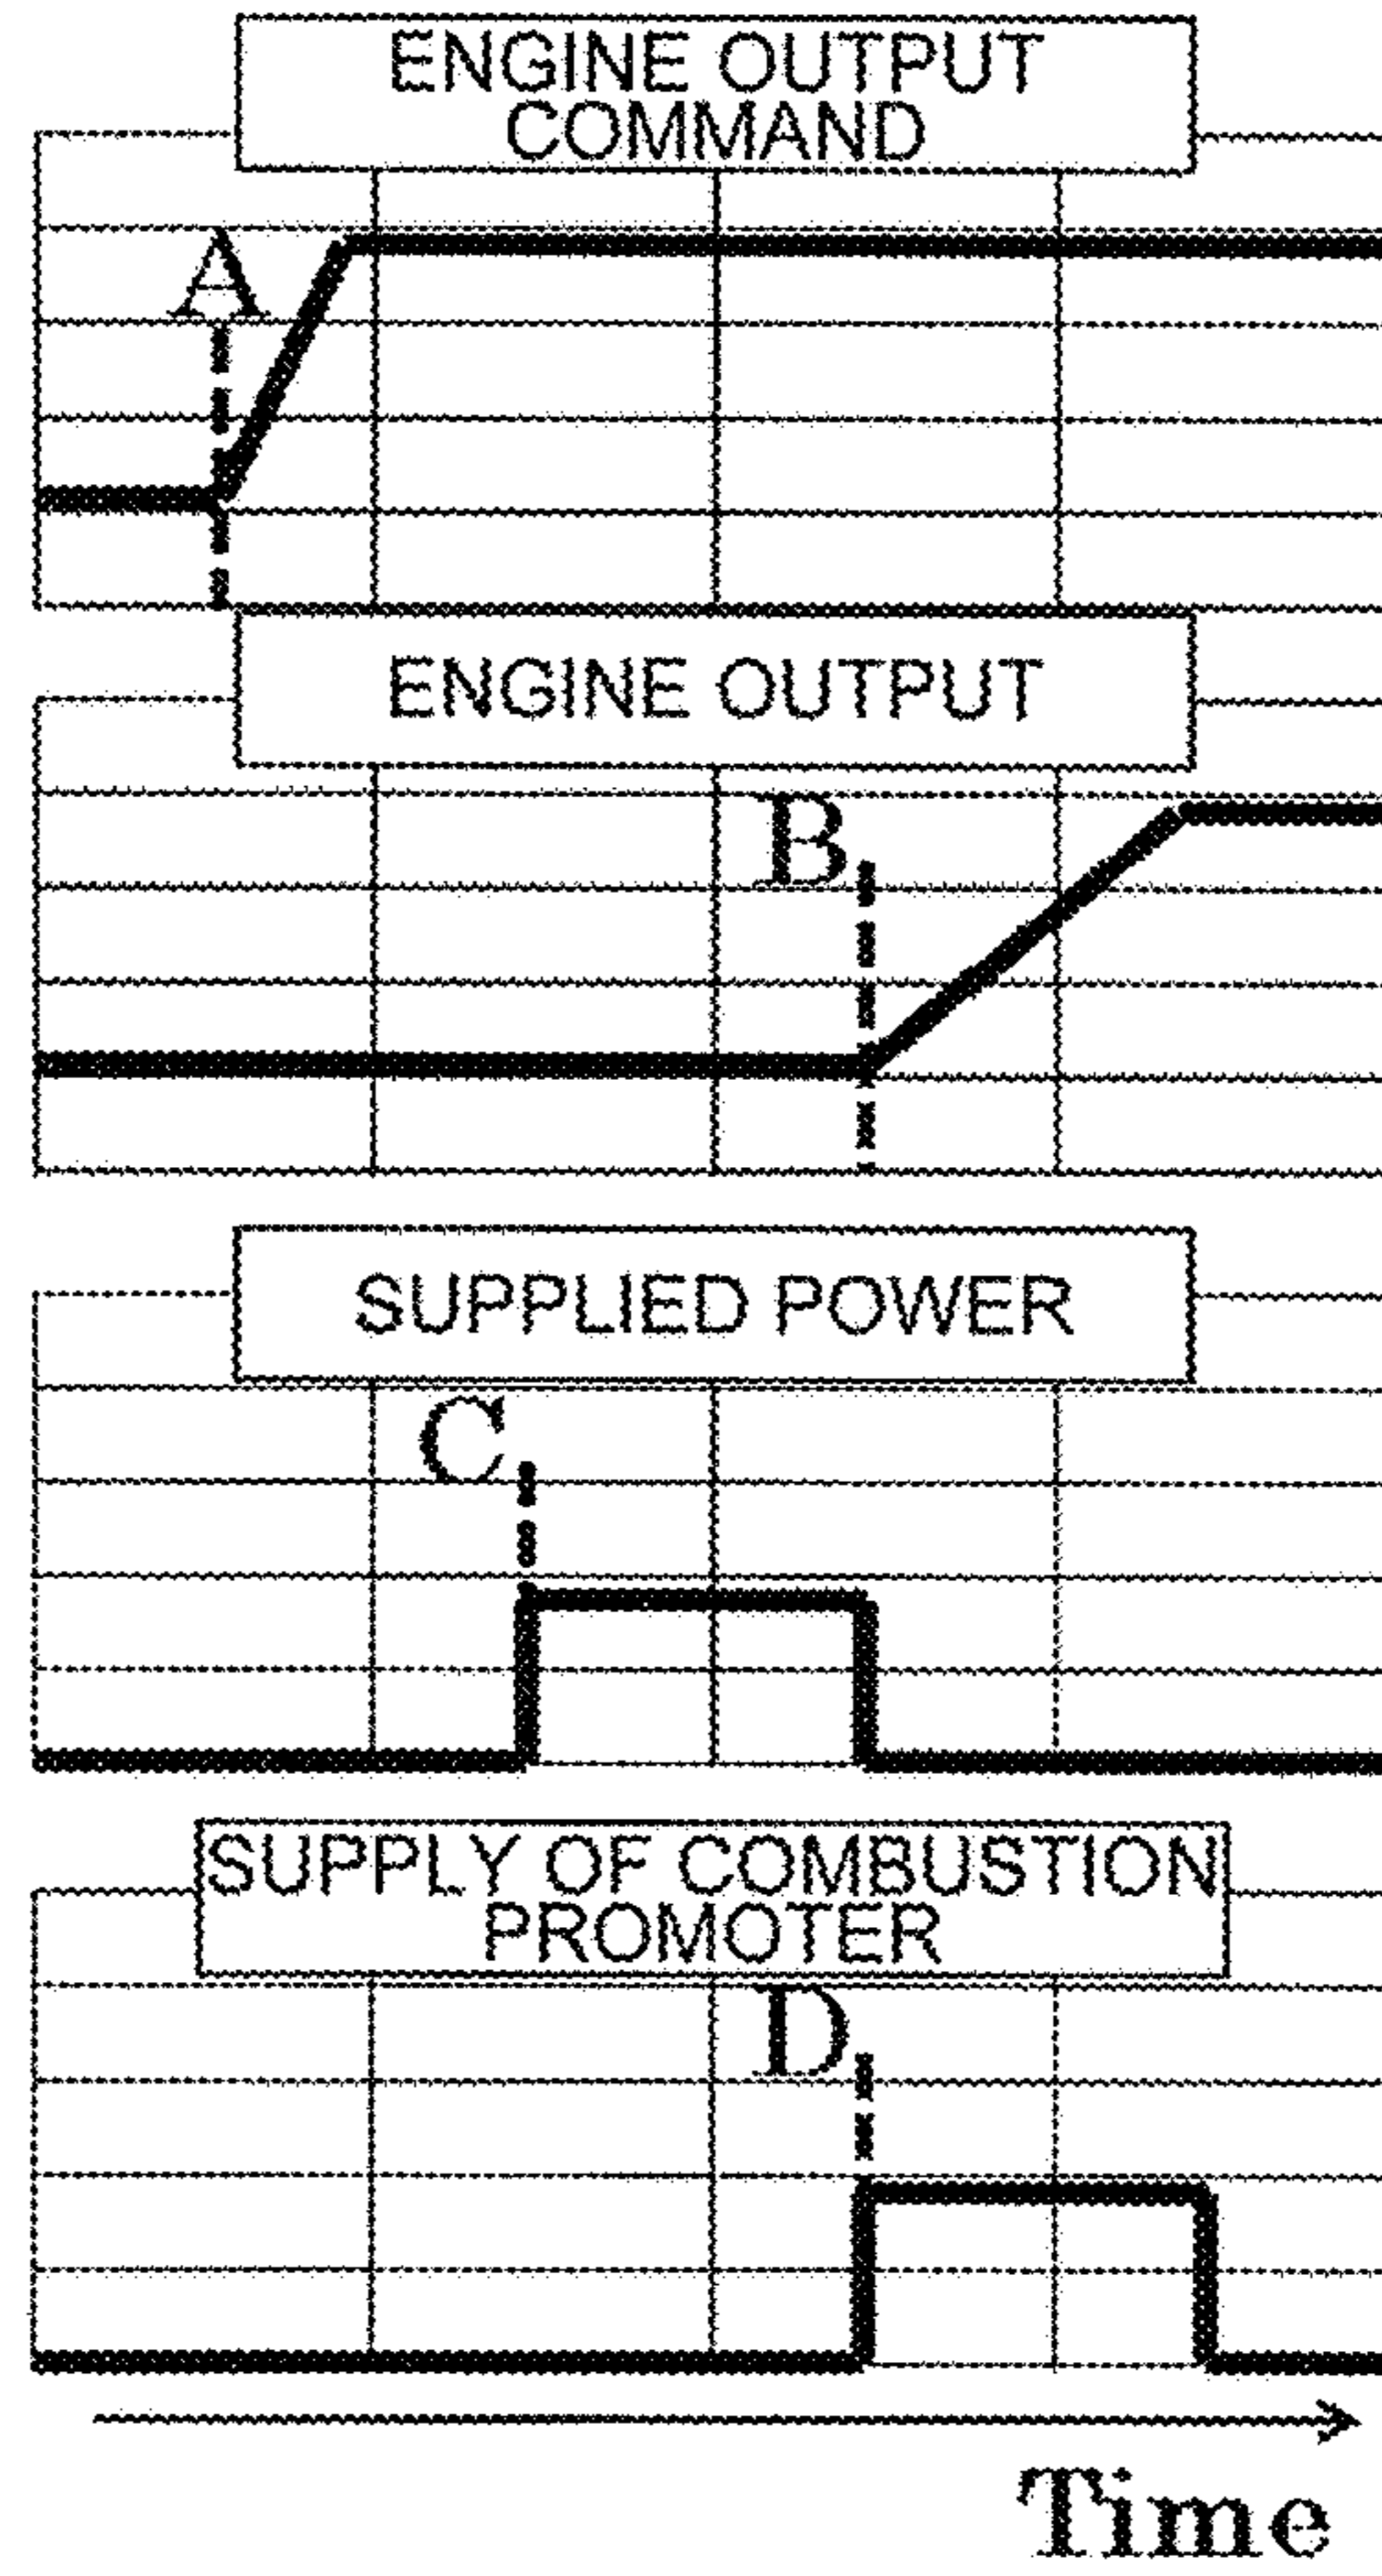 ENGINE OUTPUT
COMMAND
A
ENGINE OUTPUT
B
SUPPLIED POWER
C
SUPPLY OF COMBUSTION
PROMOTER
D
Time